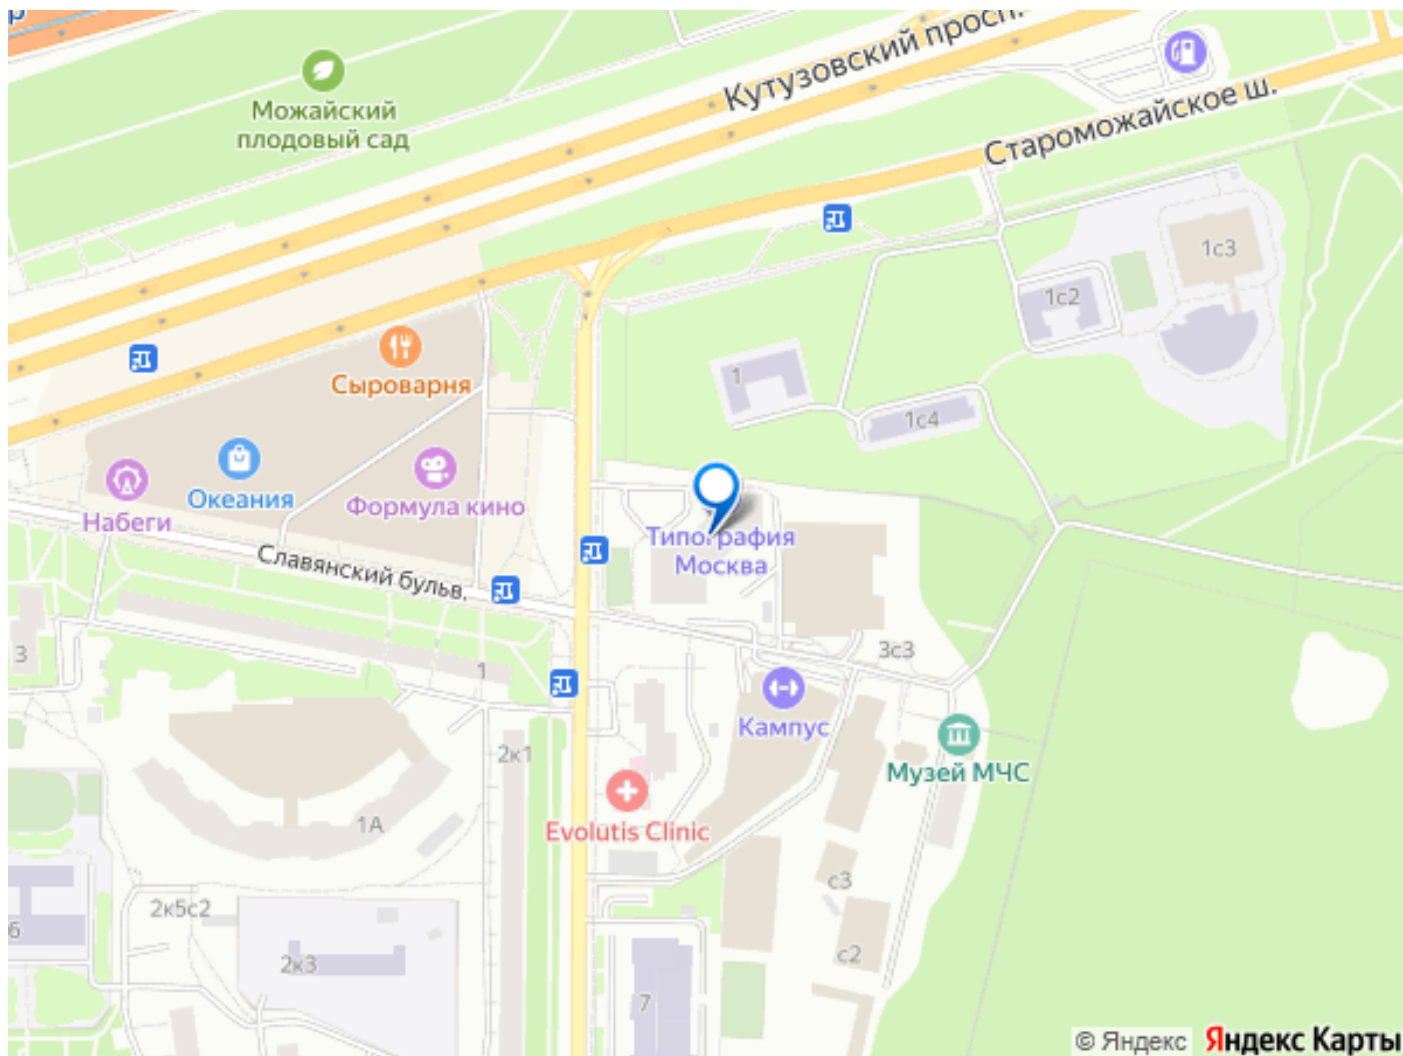 р
Кутузовский просп.
Можайский
плодовый сад
Староможайское ш.
1с3
1с2
Сыроварня
1
1с4
Океания
Формула кино
Набеги
Типография
Москва
Славянский бульв.
3
1
3с3
Кампус
2к1
Музей МЧС
1А
Evolutis Clinic
с3
2к5с2
6
с2
2к3
7
© Яндекс Яндекс Карты